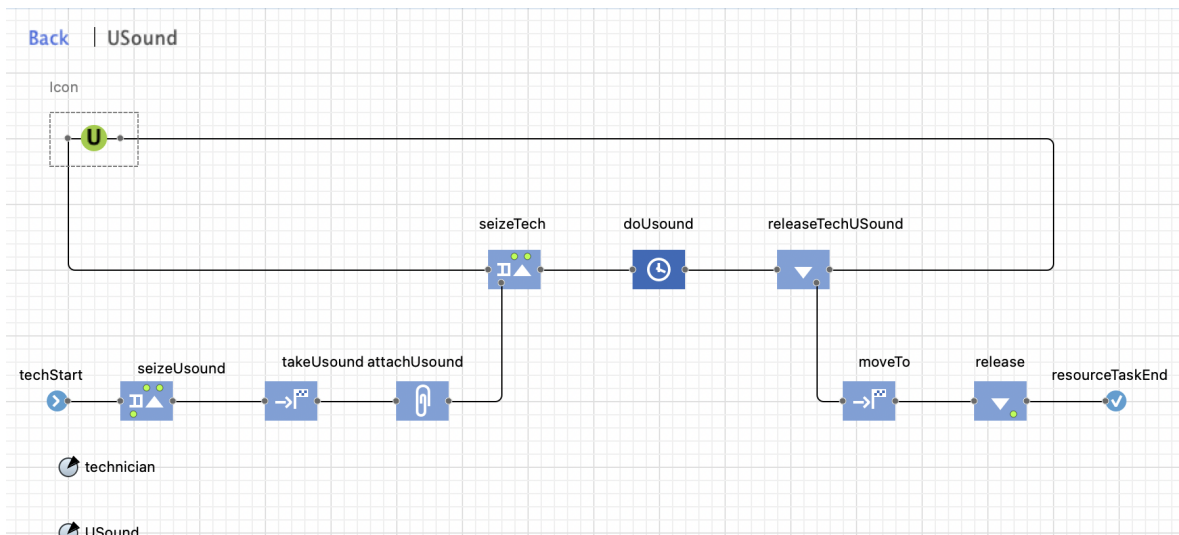 Back | USound
Icon
U
seizeTech doUsound releaseTechUSound
seizeUsound takeUsound attachUsound moveTo release
techStart resourceTaskEnd
technician
USound